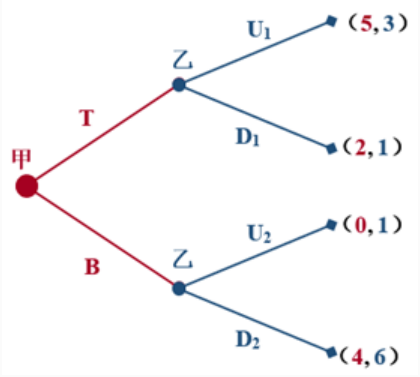 U₁
(5,3)
乙
T
D₁
(2,1)
甲
U₂
(0,1)
乙
B
D₂
(4,6)